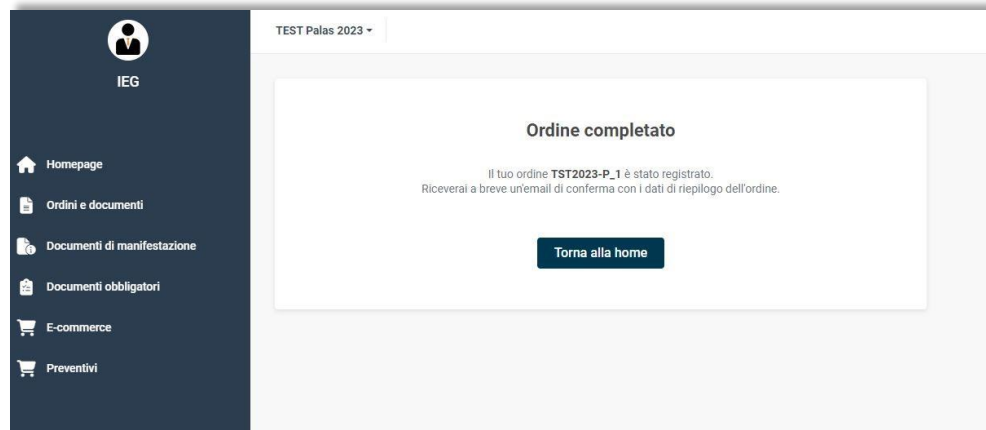 TEST Palas 2023
IEG
Ordine completato
Il tuo ordine TST2023-P_1 è stato registrato.
Riceverai a breve un'email di conferma con i dati di riepilogo dell'ordine.
Torna alla home
Homepage
Ordini e documenti
Documenti di manifestazione
Documenti obbligatori
E-commerce
Preventivi